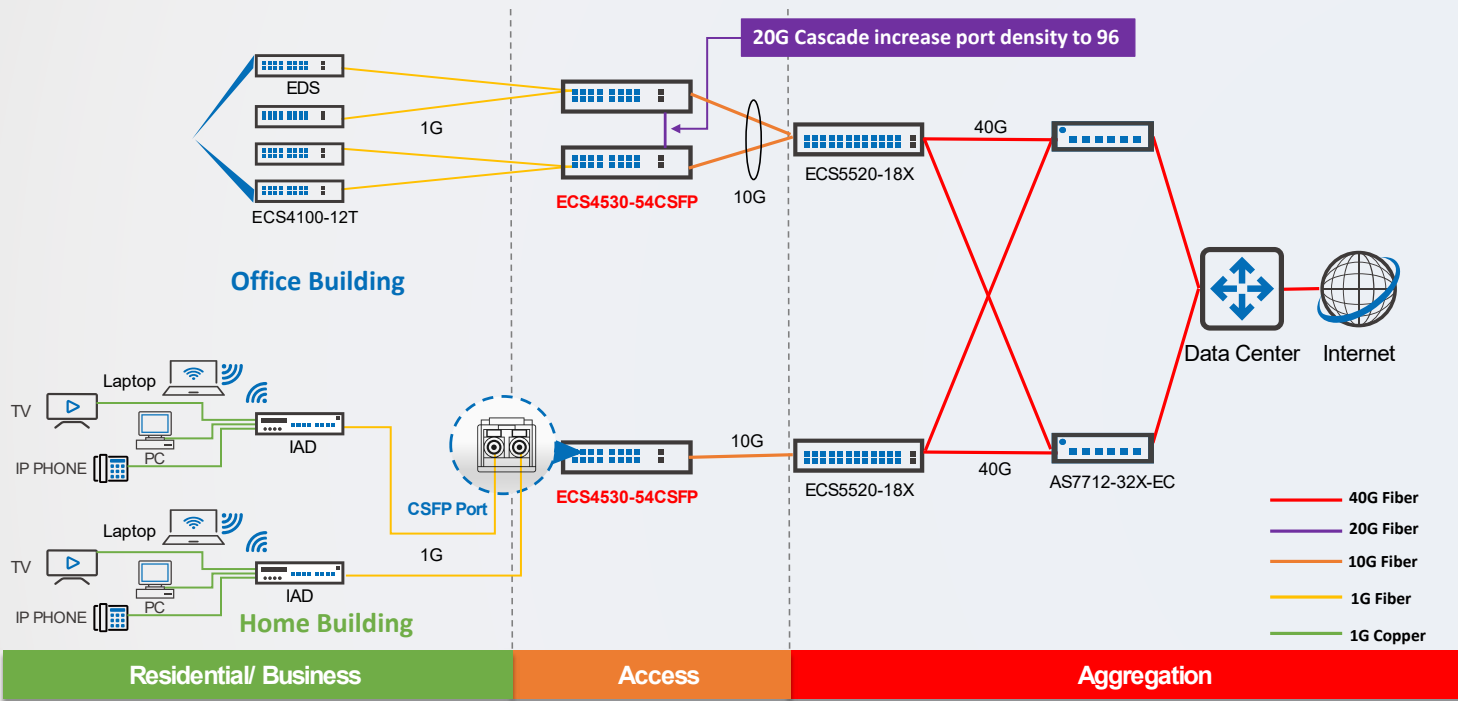 20G Cascade increase port density to 96
EDS
1G
40G
ECS5520-18X
10G
ECS4530-54CSFP
ECS4100-12T
Office Building
Data Center
Internet
Laptop
TV
PC
IP PHONE
IAD
CSFP Port
10G
ECS4530-54CSFP
ECS5520-18X
40G
AS7712-32X-EC
Laptop
TV
PC
IP PHONE
IAD
1G
Home Building
40G Fiber
20G Fiber
10G Fiber
1G Fiber
1G Copper
Residential/ Business
Access
Aggregation